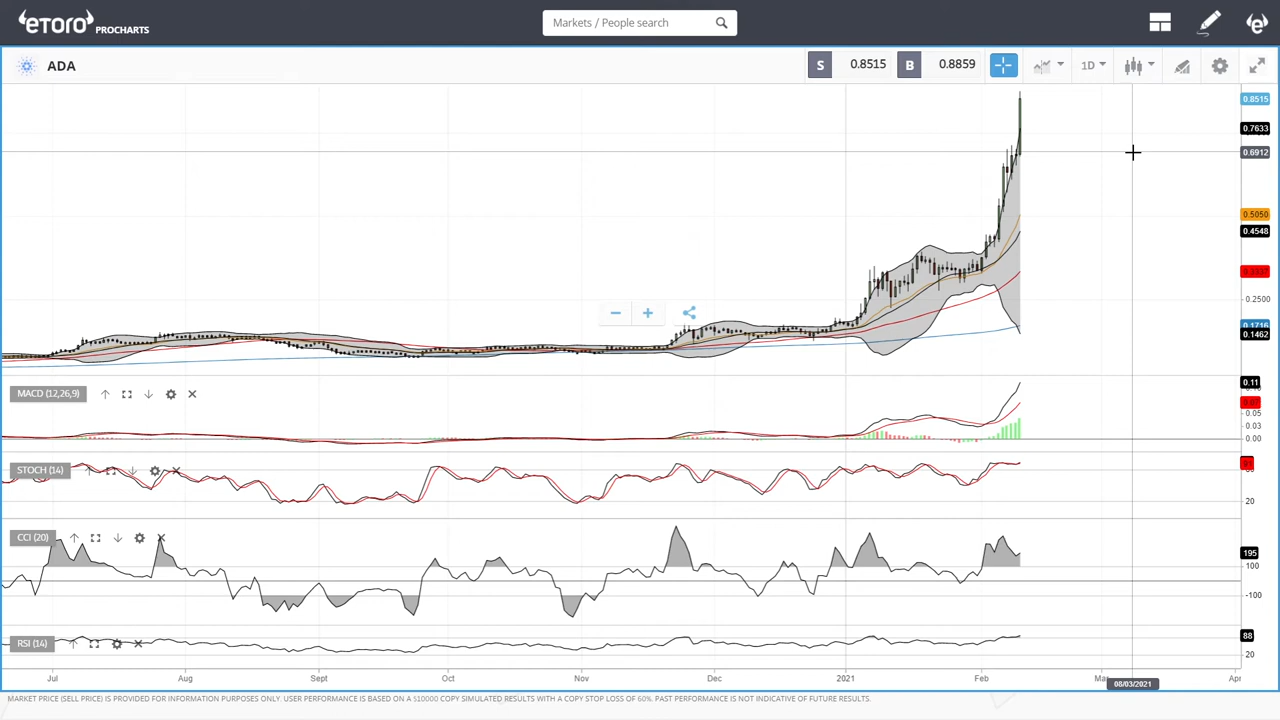 eTORO PROCHARTS
Markets / People search
ADA
S 0.8515 B 0.8859
1D
0.8515
0.7633
0.6912
0.5050
0.4548
0.2500
0.1716
0.1462
MACD (12,26,9)
0.11
0.05
0.03
0.00
STOCH (14)
20
CCI (20)
195
100
-100
RSI (14)
88
20
Jul Aug Sept Oct Nov Dec 2021 Feb Apr
08/03/2021
MARKET PRICE (SELL PRICE) IS PROVIDED FOR INFORMATION PURPOSES ONLY. USER PERFORMANCE IS BASED ON A $10000 COPY SIMULATED RESULTS WITH A COPY STOP LOSS OF 60%. PAST PERFORMANCE IS NOT INDICATIVE OF FUTURE RESULTS.